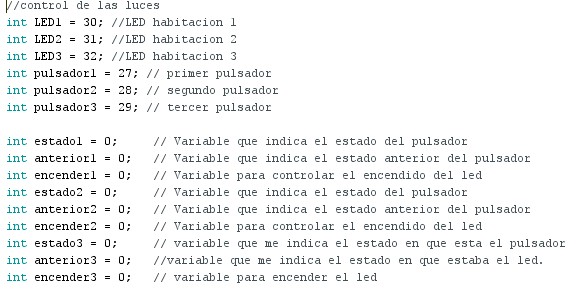 //control de las luces
int LED1 = 30; //LED habitacion 1
int LED2 = 31; //LED habitacion 2
int LED3 = 32; //LED habitacion 3
int pulsador1 = 27; // primer pulsador
int pulsador2 = 28; // segundo pulsador
int pulsador3 = 29; // tercer pulsador
int estado1 = 0; // Variable que indica el estado del pulsador
int anterior1 = 0; // Variable que indica el estado anterior del pulsador
int encender1 = 0; // Variable para controlar el encendido del led
int estado2 = 0; // Variable que indica el estado del pulsador
int anterior2 = 0; // Variable que indica el estado anterior del pulsador
int encender2 = 0; // Variable para controlar el encendido del led
int estado3 = 0; // variable que me indica el estado en que esta el pulsador
int anterior3 = 0; //variable que me indica el estado en que estaba el led.
int encender3 = 0; // variable para encender el led